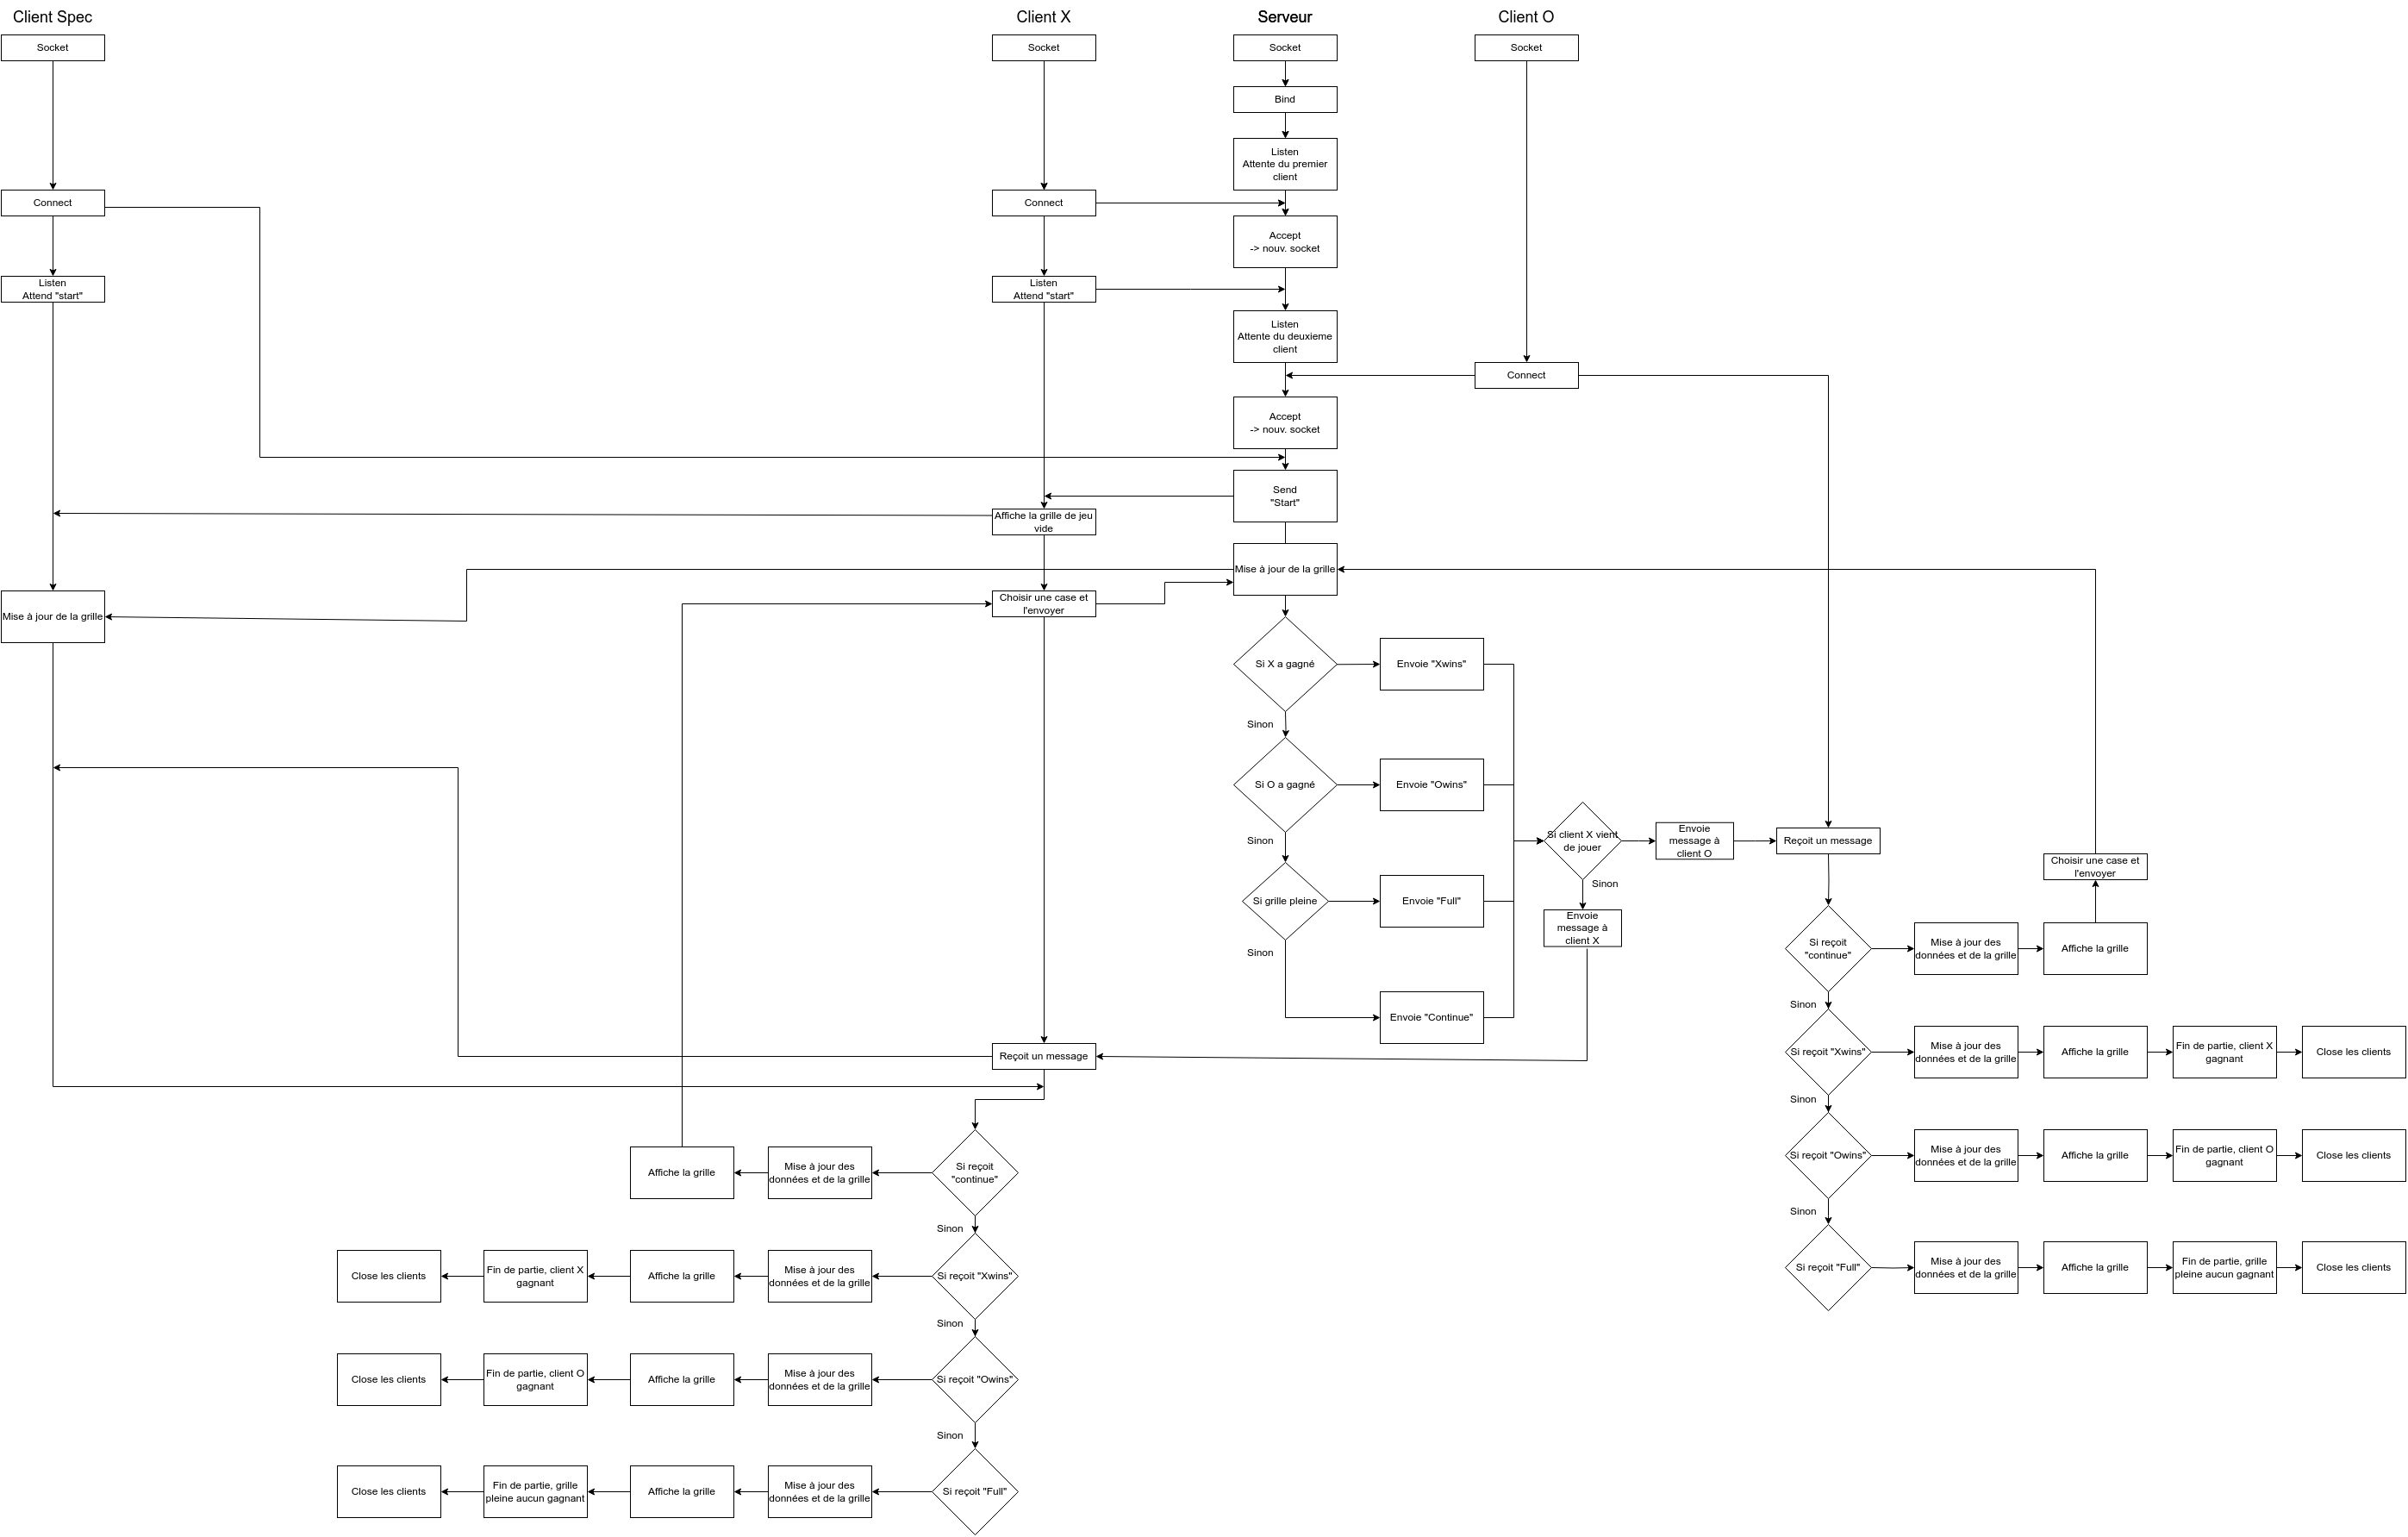 Client Spec
Client X
Serveur
Client O
Socket
Socket
Socket
Socket
Bind
Listen
Attente du premier
client
Connect
Connect
Accept
-> nouv. socket
Listen
Attend "start"
Listen
Attend "start"
Listen
Attente du deuxieme
client
Connect
Accept
-> nouv. socket
Send
"Start"
Affiche la grille de jeu
vide
Mise à jour de la grille
Choisir une case et
l'envoyer
Mise à jour de la grille
Si X a gagné
Envoie "Xwins"
Sinon
Si O a gagné
Envoie "Owins"
Sinon
Si client X vient
de jouer
Envoie
message à
client O
Reçoit un message
Choisir une case et
l'envoyer
Sinon
Si grille pleine
Envoie "Full"
Envoie
message à
client X
Sinon
Si reçoit
"continue"
Mise à jour des
données et de la grille
Affiche la grille
Sinon
Envoie "Continue"
Reçoit un message
Si reçoit "Xwins"
Mise à jour des
données et de la grille
Affiche la grille
Fin de partie, client X
gagnant
Close les clients
Sinon
Si reçoit "Owins"
Mise à jour des
données et de la grille
Affiche la grille
Fin de partie, client O
gagnant
Close les clients
Sinon
Si reçoit "Full"
Mise à jour des
données et de la grille
Affiche la grille
Fin de partie, grille
pleine aucun gagnant
Close les clients
Affiche la grille
Mise à jour des
données et de la grille
Si reçoit
"continue"
Sinon
Close les clients
Fin de partie, client X
gagnant
Affiche la grille
Mise à jour des
données et de la grille
Si reçoit "Xwins"
Sinon
Close les clients
Fin de partie, client O
gagnant
Affiche la grille
Mise à jour des
données et de la grille
Si reçoit "Owins"
Sinon
Close les clients
Fin de partie, grille
pleine aucun gagnant
Affiche la grille
Mise à jour des
données et de la grille
Si reçoit "Full"